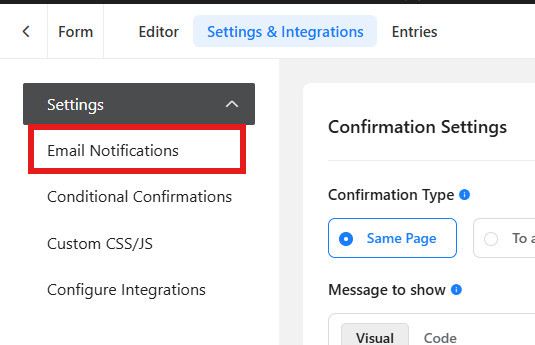 Form Editor Settings & Integrations Entries
Settings
Email Notifications
Conditional Confirmations
Custom CSS/JS
Configure Integrations
Confirmation Settings
Confirmation Type
Same Page To a
Message to show
Visual Code